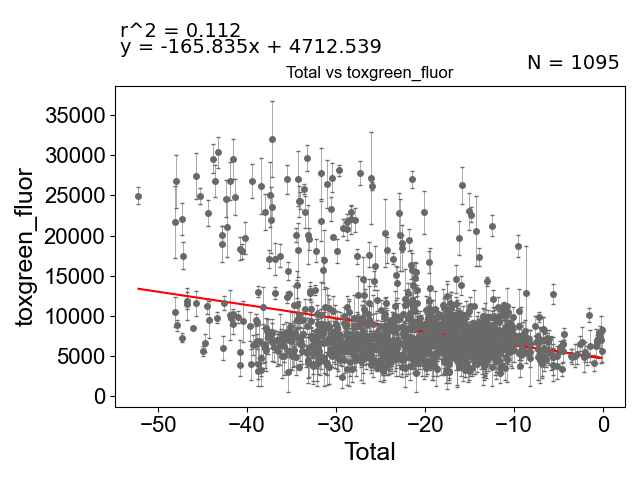 r^2 = 0.112
y = -165.835x + 4712.539
N = 1095
Total vs toxgreen_fluor
35000
30000
25000
20000
15000
10000
5000
0
toxgreen_fluor
−50 −40 −30 −20 −10 0
Total